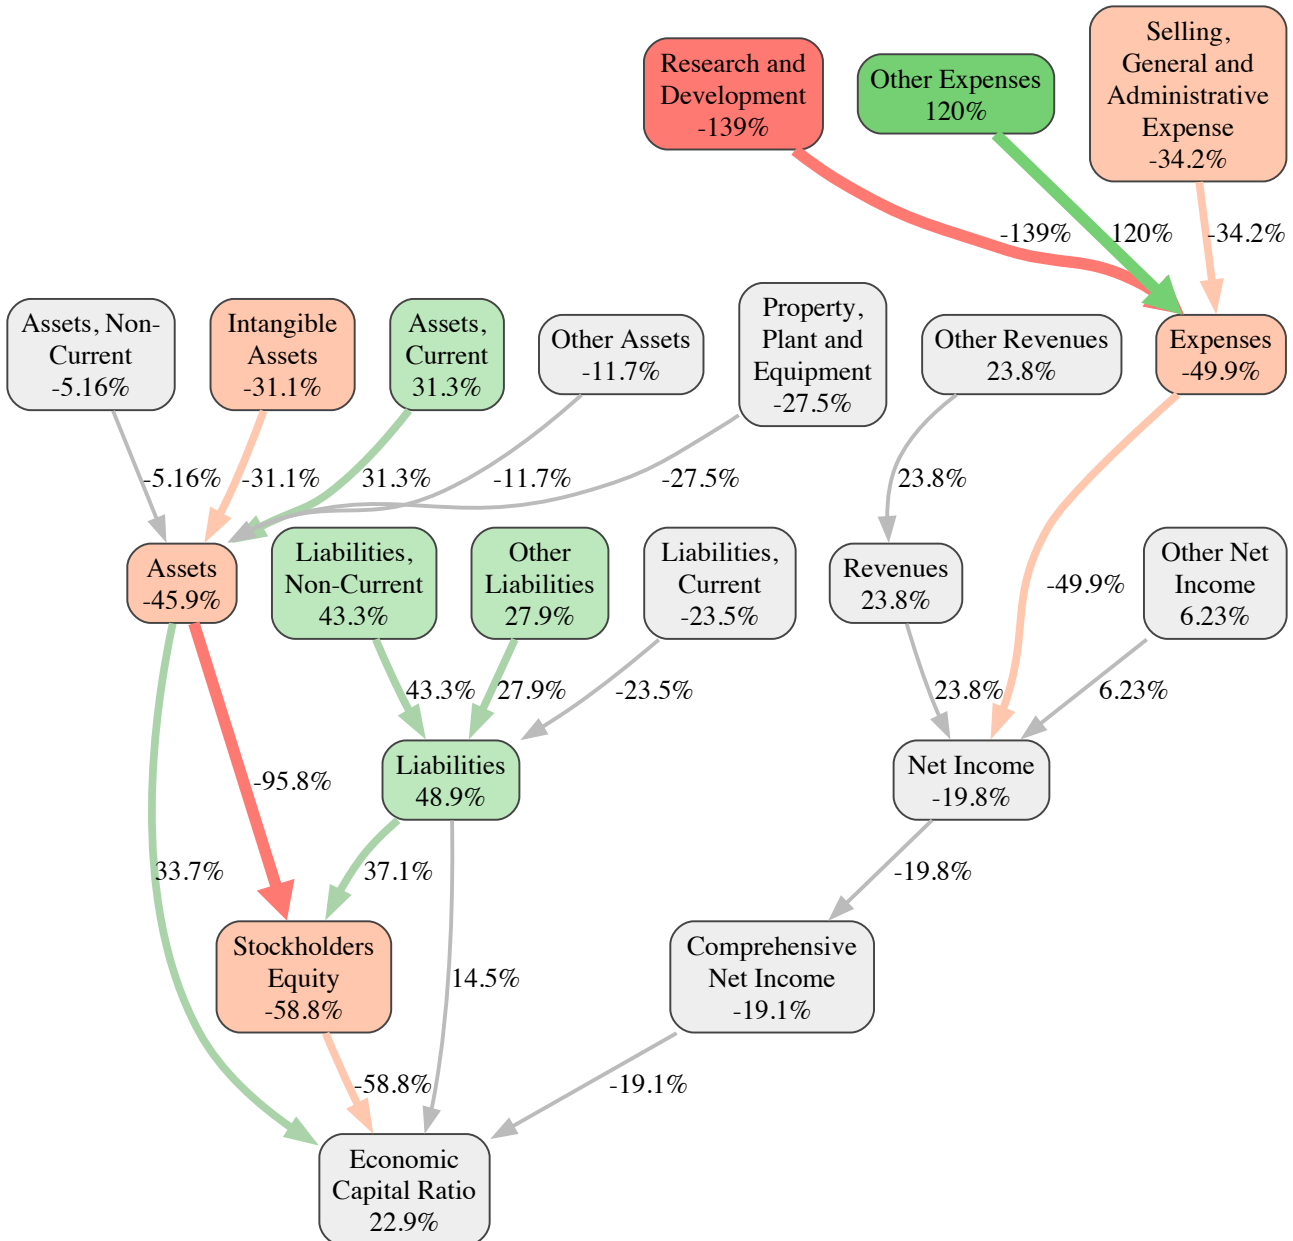 Research and
Development
-139%
Other Expenses
120%
Selling,
General and
Administrative
Expense
-34.2%
-139%
120%
-34.2%
Assets, Non-
Current
-5.16%
Intangible
Assets
-31.1%
Assets,
Current
31.3%
Other Assets
-11.7%
Property,
Plant and
Equipment
-27.5%
Other Revenues
23.8%
Expenses
-49.9%
-5.16%
-31.1%
31.3%
-11.7%
-27.5%
23.8%
Assets
-45.9%
Liabilities,
Non-Current
43.3%
Other
Liabilities
27.9%
Liabilities,
Current
-23.5%
Revenues
23.8%
-49.9%
Other Net
Income
6.23%
43.3%
27.9%
-23.5%
23.8%
6.23%
-95.8%
Liabilities
48.9%
Net Income
-19.8%
33.7%
37.1%
-19.8%
Stockholders
Equity
-58.8%
14.5%
Comprehensive
Net Income
-19.1%
-58.8%
-19.1%
Economic
Capital Ratio
22.9%